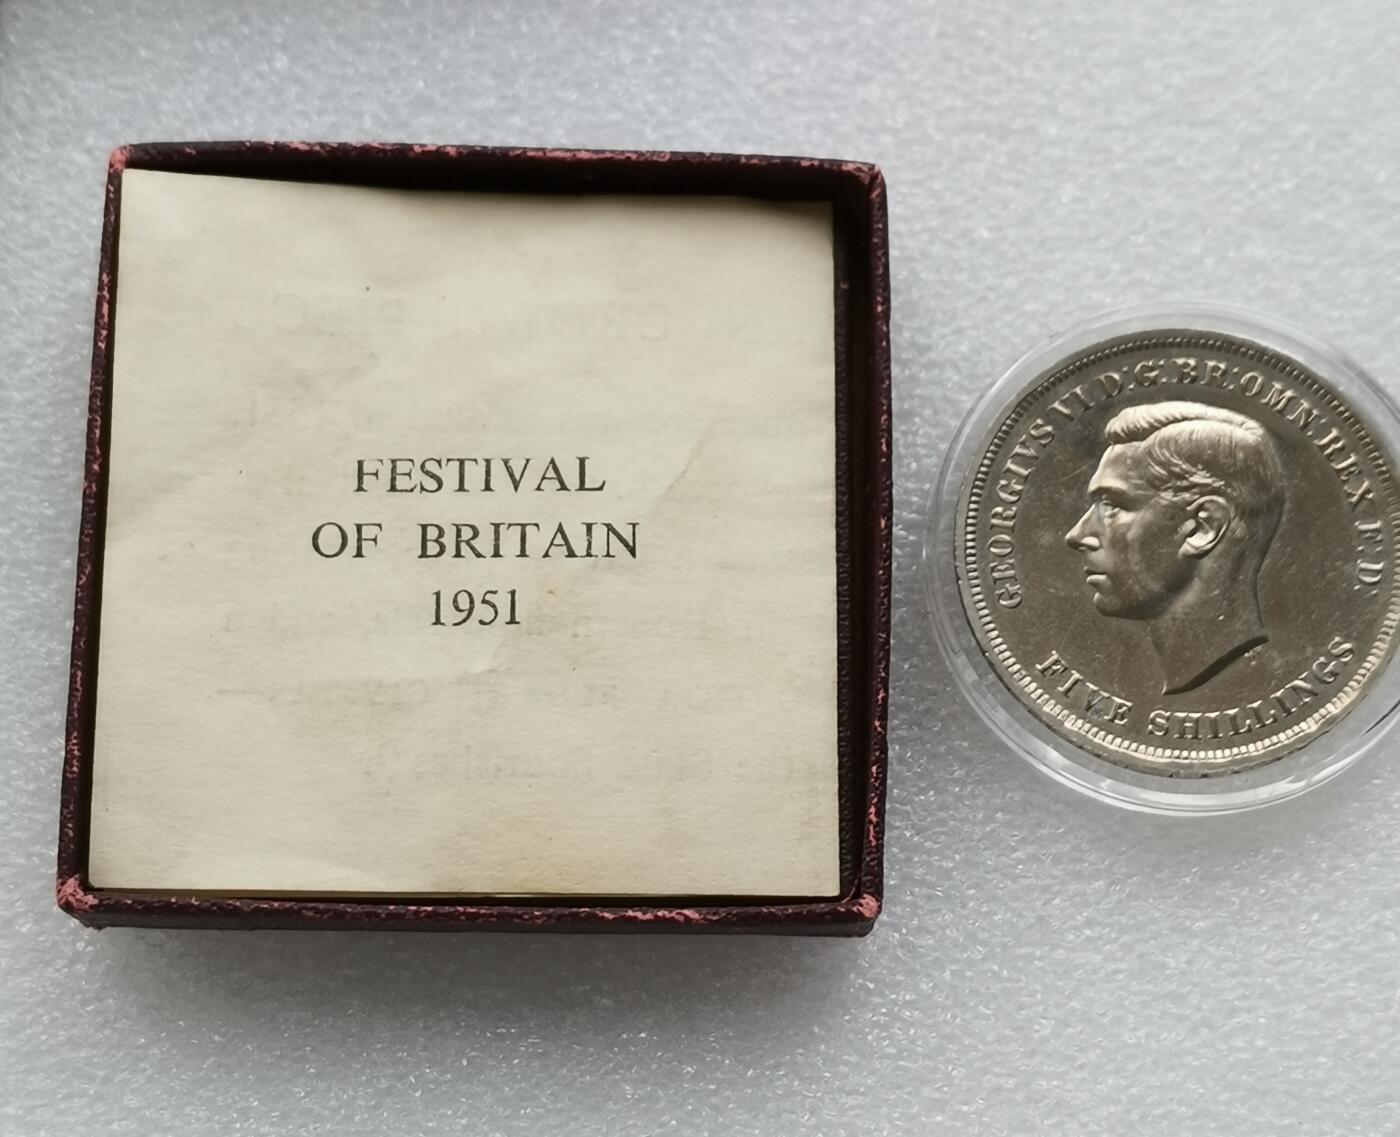 FESTIVAL
OF BRITAIN
1951
GEORGIVS VI D:G:BR:OMN:REX F:D:
FIVE SHILLINGS